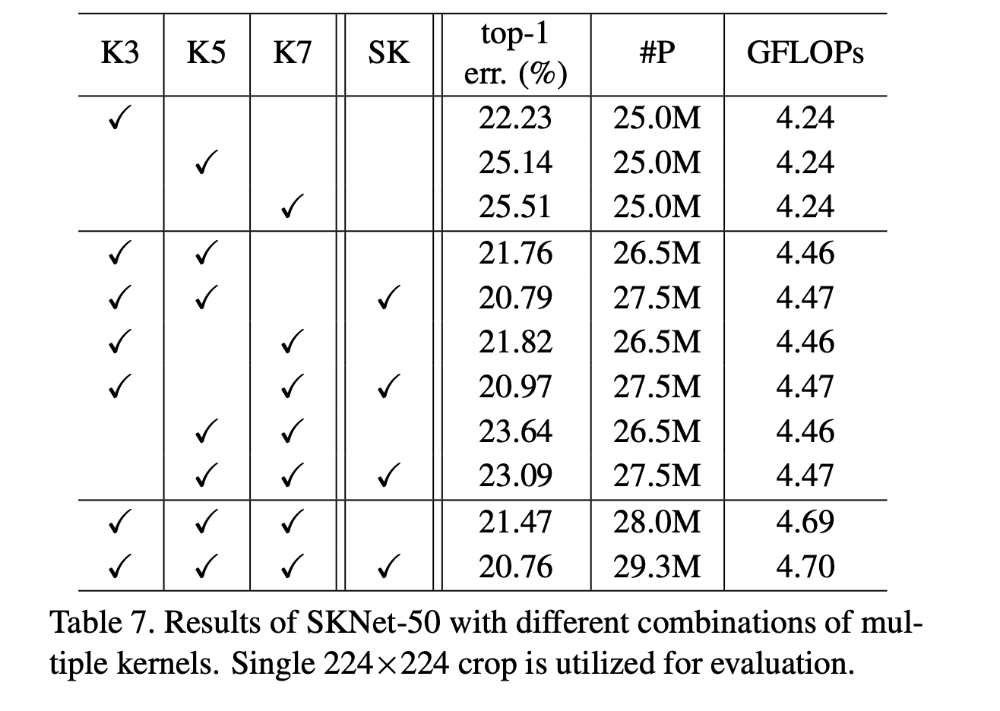 K3 K5 K7 SK top-1 err. (%) #P GFLOPs
✓ 22.23 25.0M 4.24
✓ 25.14 25.0M 4.24
✓ 25.51 25.0M 4.24
✓ ✓ 21.76 26.5M 4.46
✓ ✓ ✓ 20.79 27.5M 4.47
✓ ✓ 21.82 26.5M 4.46
✓ ✓ ✓ 20.97 27.5M 4.47
✓ ✓ 23.64 26.5M 4.46
✓ ✓ ✓ 23.09 27.5M 4.47
✓ ✓ ✓ 21.47 28.0M 4.69
✓ ✓ ✓ ✓ 20.76 29.3M 4.70
Table 7. Results of SKNet-50 with different combinations of mul-
tiple kernels. Single 224×224 crop is utilized for evaluation.